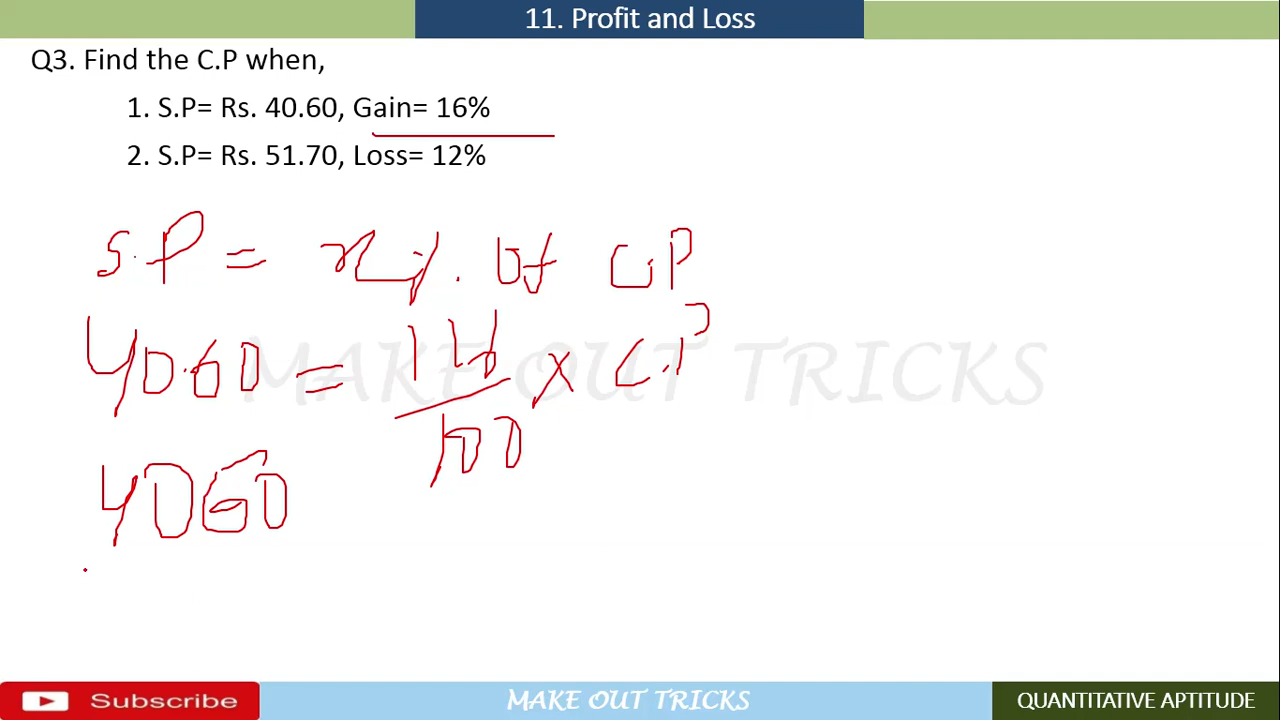 11. Profit and Loss
Q3. Find the C.P when,
1. S.P= Rs. 40.60, Gain= 16%
2. S.P= Rs. 51.70, Loss= 12%
S.P = x%. Of C.P
40.60 = 116/100 x C.P
4060
MAKE OUT TRICKS
Subscribe
MAKE OUT TRICKS
QUANTITATIVE APTITUDE